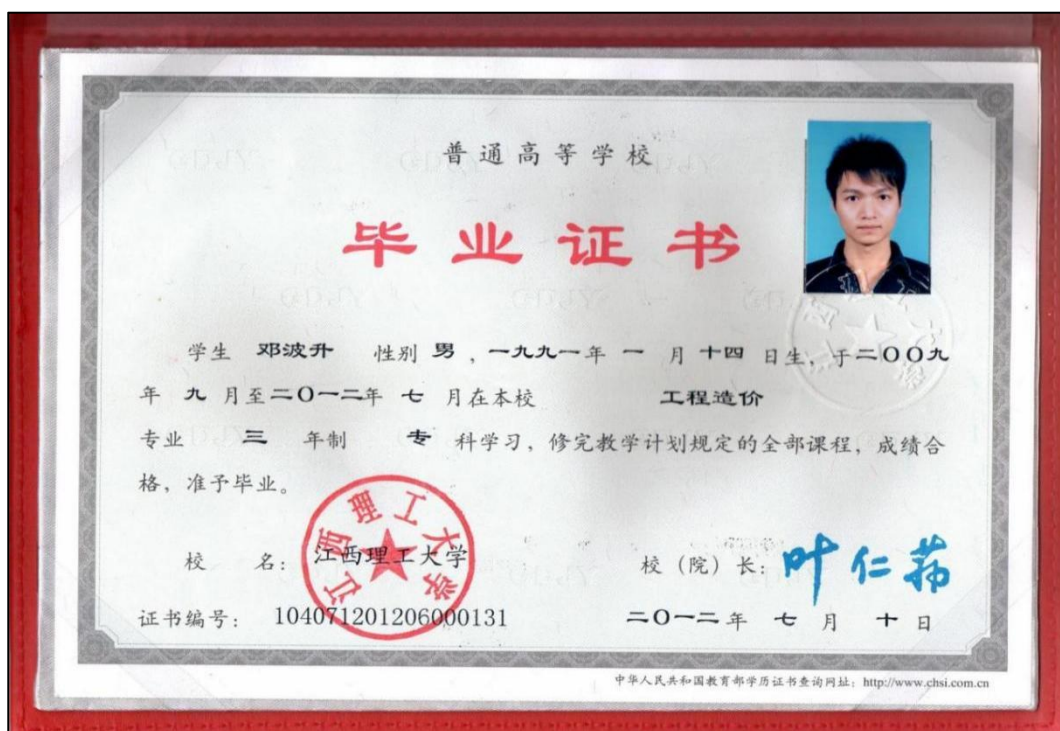 普通高等学校
毕业证书
学生 邓波升 性别 男，一九九一年 一 月 十四 日生，于二〇〇九
年 九 月至二〇一二年 七 月在本校 工程造价
专业 三 年制 专 科学习，修完教学计划规定的全部课程，成绩合
格，准予毕业。
校 名：江西理工大学
校（院）长：叶仁荪
江西理工大学
证书编号：104071201206000131
二〇一二年 七 月 十 日
中华人民共和国教育部学历证书查询网址：http://www.chsi.com.cn